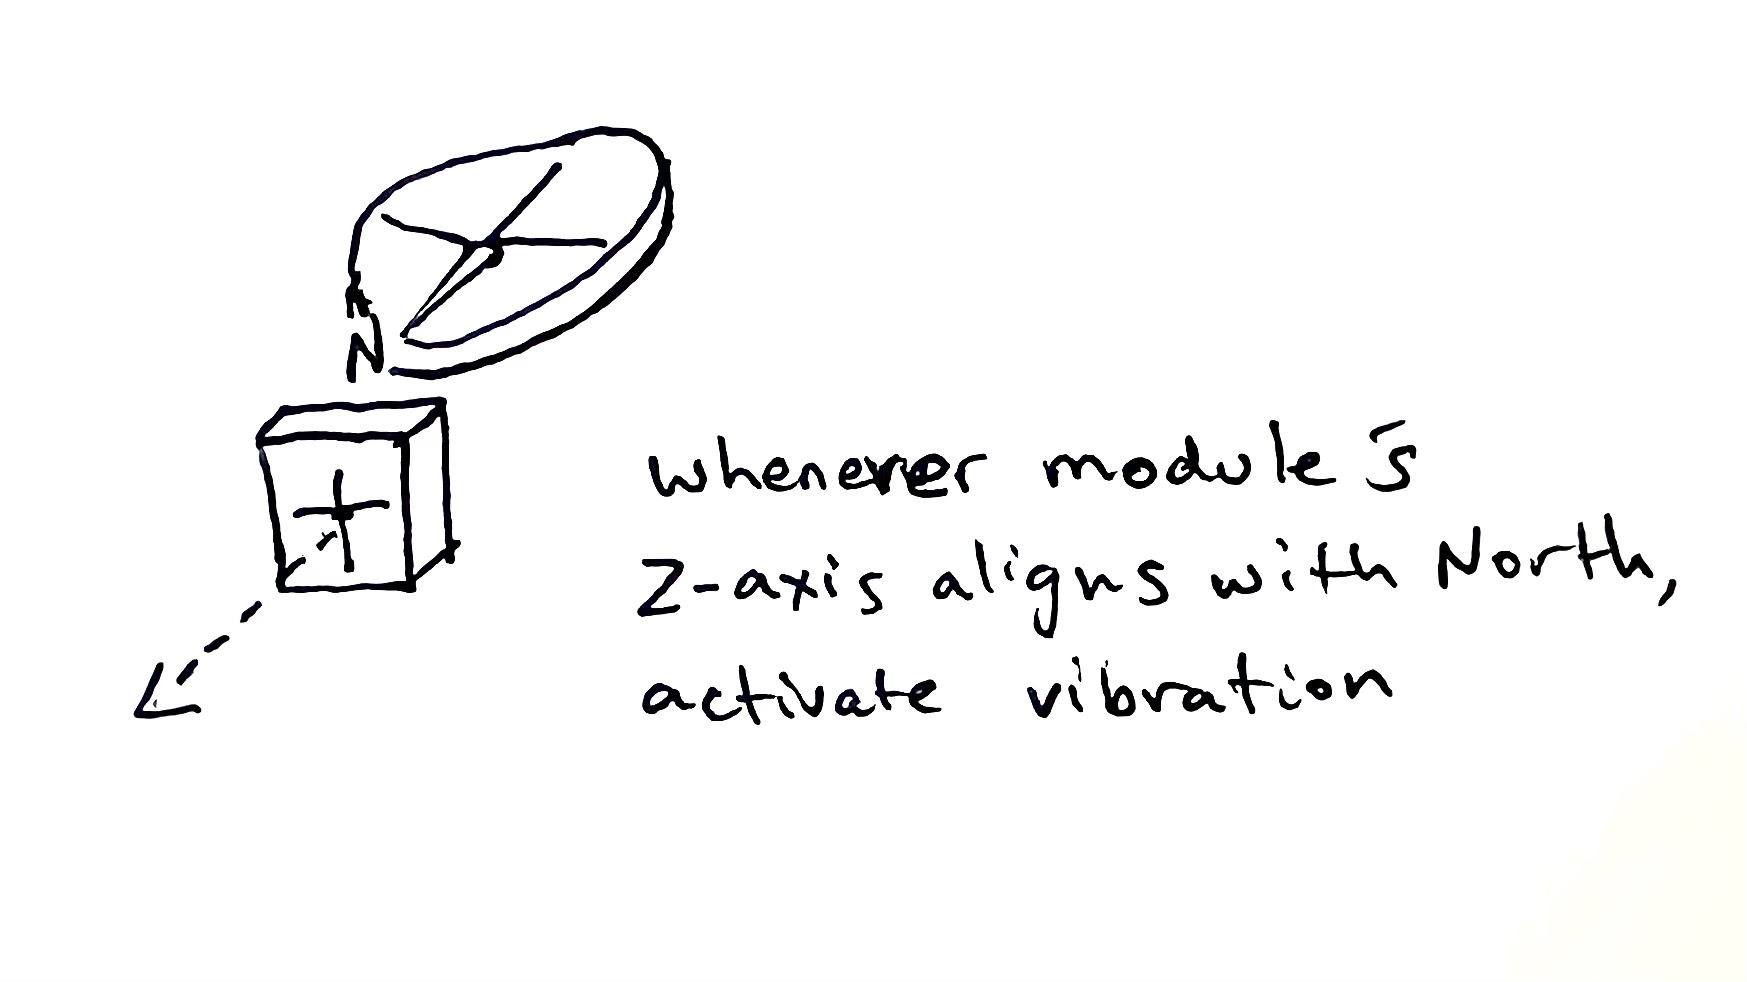 N
whenever module's
Z-axis aligns with North,
activate vibration